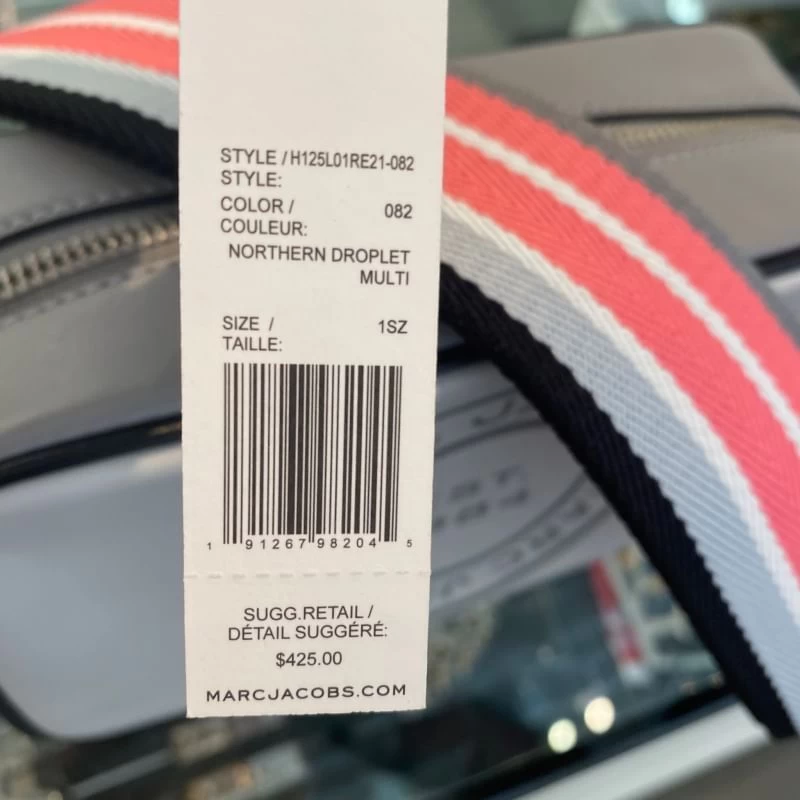 STYLE / H125L01RE21-082
STYLE:
COLOR / 082
COULEUR:
NORTHERN DROPLET
MULTI
SIZE / 1SZ
TAILLE:
1 91267 98204 5
SUGG.RETAIL /
DÉTAIL SUGGÉRÉ:
$425.00
MARCJACOBS.COM